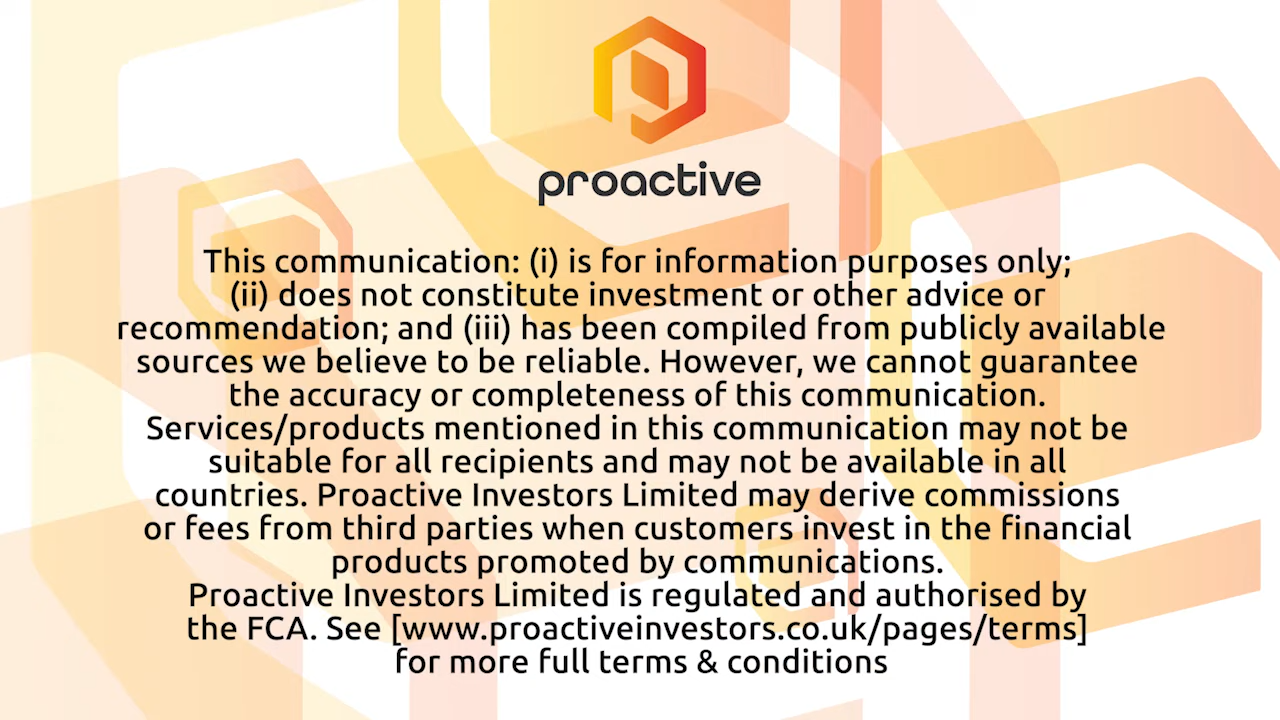 proactive
This communication: (i) is for information purposes only;
(ii) does not constitute investment or other advice or
recommendation; and (iii) has been compiled from publicly available
sources we believe to be reliable. However, we cannot guarantee
the accuracy or completeness of this communication.
Services/products mentioned in this communication may not be
suitable for all recipients and may not be available in all
countries. Proactive Investors Limited may derive commissions
or fees from third parties when customers invest in the financial
products promoted by communications.
Proactive Investors Limited is regulated and authorised by
the FCA. See [www.proactiveinvestors.co.uk/pages/terms]
for more full terms & conditions